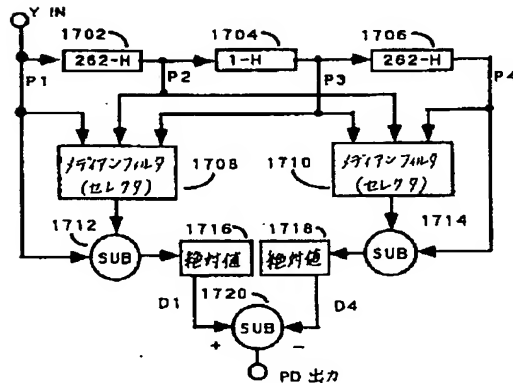 Y IN
1702
1704
1706
262-H
1-H
262-H
P1
P2
P3
P4
メディアンフィルタ
(セレクタ)
1708
1710
メディアンフィルタ
(セレクタ)
1712
1716
1718
1714
SUB
絶対値
絶対値
SUB
D1
1720
D4
SUB
+
−
PD 出力